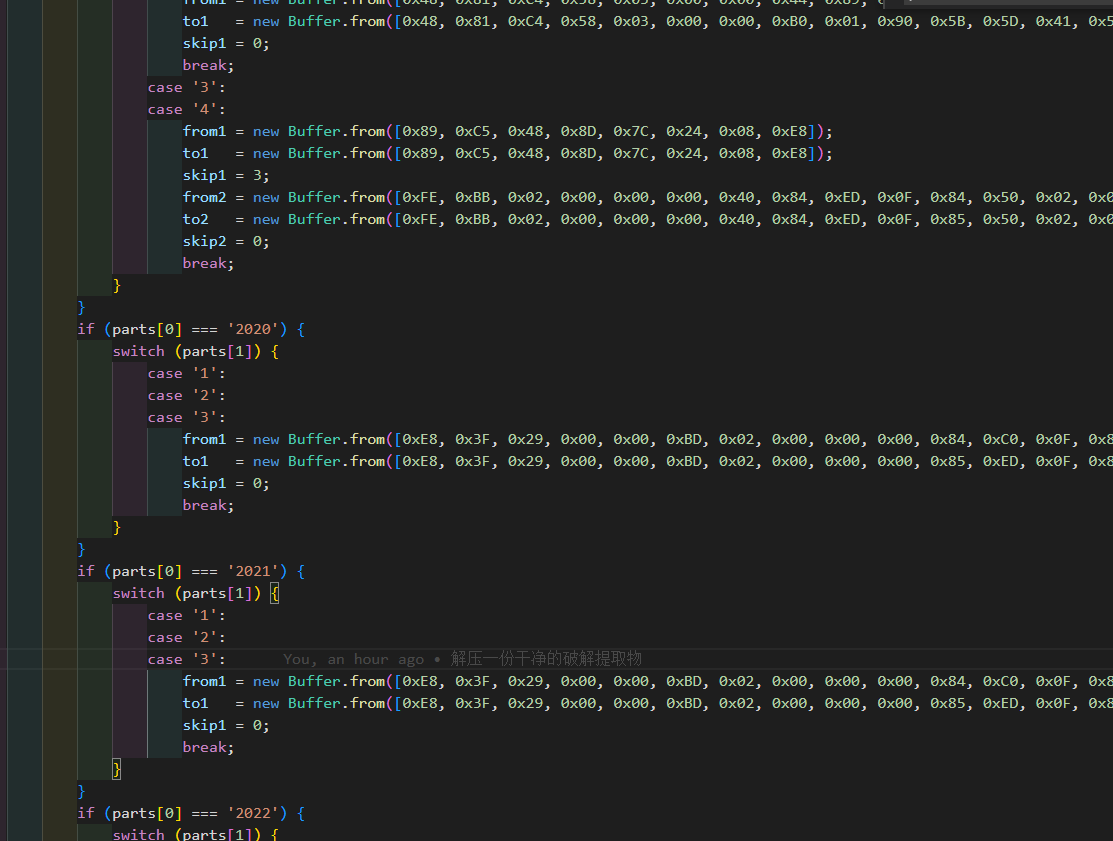 from1 = new Buffer.from([0x48, 0x81, 0xC4, 0x58, 0x03, 0x00, 0x00, 0x44, 0x89,
to1   = new Buffer.from([0x48, 0x81, 0xC4, 0x58, 0x03, 0x00, 0x00, 0xB0, 0x01, 0x90, 0x5B, 0x5D, 0x41, 0x5
skip1 = 0;
break;
case '3':
case '4':
from1 = new Buffer.from([0x89, 0xC5, 0x48, 0x8D, 0x7C, 0x24, 0x08, 0xE8]);
to1   = new Buffer.from([0x89, 0xC5, 0x48, 0x8D, 0x7C, 0x24, 0x08, 0xE8]);
skip1 = 3;
from2 = new Buffer.from([0xFE, 0xBB, 0x02, 0x00, 0x00, 0x00, 0x40, 0x84, 0xED, 0x0F, 0x84, 0x50, 0x02, 0x0
to2   = new Buffer.from([0xFE, 0xBB, 0x02, 0x00, 0x00, 0x00, 0x40, 0x84, 0xED, 0x0F, 0x85, 0x50, 0x02, 0x0
skip2 = 0;
break;
}
}
if (parts[0] === '2020') {
switch (parts[1]) {
case '1':
case '2':
case '3':
from1 = new Buffer.from([0xE8, 0x3F, 0x29, 0x00, 0x00, 0xBD, 0x02, 0x00, 0x00, 0x00, 0x84, 0xC0, 0x0F, 0x8
to1   = new Buffer.from([0xE8, 0x3F, 0x29, 0x00, 0x00, 0xBD, 0x02, 0x00, 0x00, 0x00, 0x85, 0xED, 0x0F, 0x8
skip1 = 0;
break;
}
}
if (parts[0] === '2021') {
switch (parts[1]) {
case '1':
case '2':
case '3': You, an hour ago • 解压一份干净的破解提取物
from1 = new Buffer.from([0xE8, 0x3F, 0x29, 0x00, 0x00, 0xBD, 0x02, 0x00, 0x00, 0x00, 0x84, 0xC0, 0x0F, 0x8
to1   = new Buffer.from([0xE8, 0x3F, 0x29, 0x00, 0x00, 0xBD, 0x02, 0x00, 0x00, 0x00, 0x85, 0xED, 0x0F, 0x8
skip1 = 0;
break;
}
}
if (parts[0] === '2022') {
switch (parts[1]) {